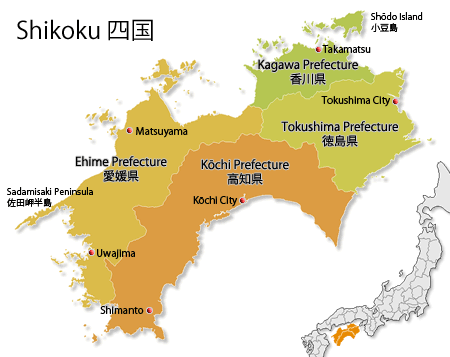 Shikoku 四国
Shōdo Island
小豆島
Takamatsu
Kagawa Prefecture
香川県
Tokushima City
Tokushima Prefecture
徳島県
Matsuyama
Ehime Prefecture
愛媛県
Kōchi Prefecture
高知県
Sadamisaki Peninsula
佐田岬半島
Kōchi City
Uwajima
Shimanto